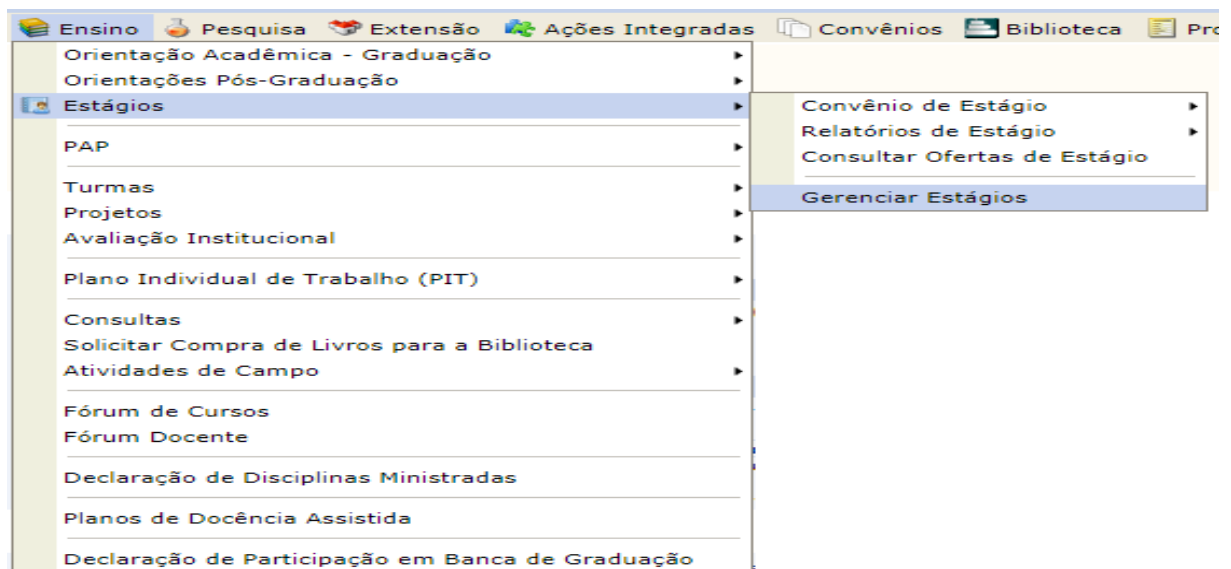 Ensino Pesquisa Extensão Ações Integradas Convênios Biblioteca Pro
Orientação Acadêmica - Graduação
Orientações Pós-Graduação
Estágios
PAP
Turmas
Projetos
Avaliação Institucional
Plano Individual de Trabalho (PIT)
Consultas
Solicitar Compra de Livros para a Biblioteca
Atividades de Campo
Fórum de Cursos
Fórum Docente
Declaração de Disciplinas Ministradas
Planos de Docência Assistida
Declaração de Participação em Banca de Graduação
Convênio de Estágio
Relatórios de Estágio
Consultar Ofertas de Estágio
Gerenciar Estágios